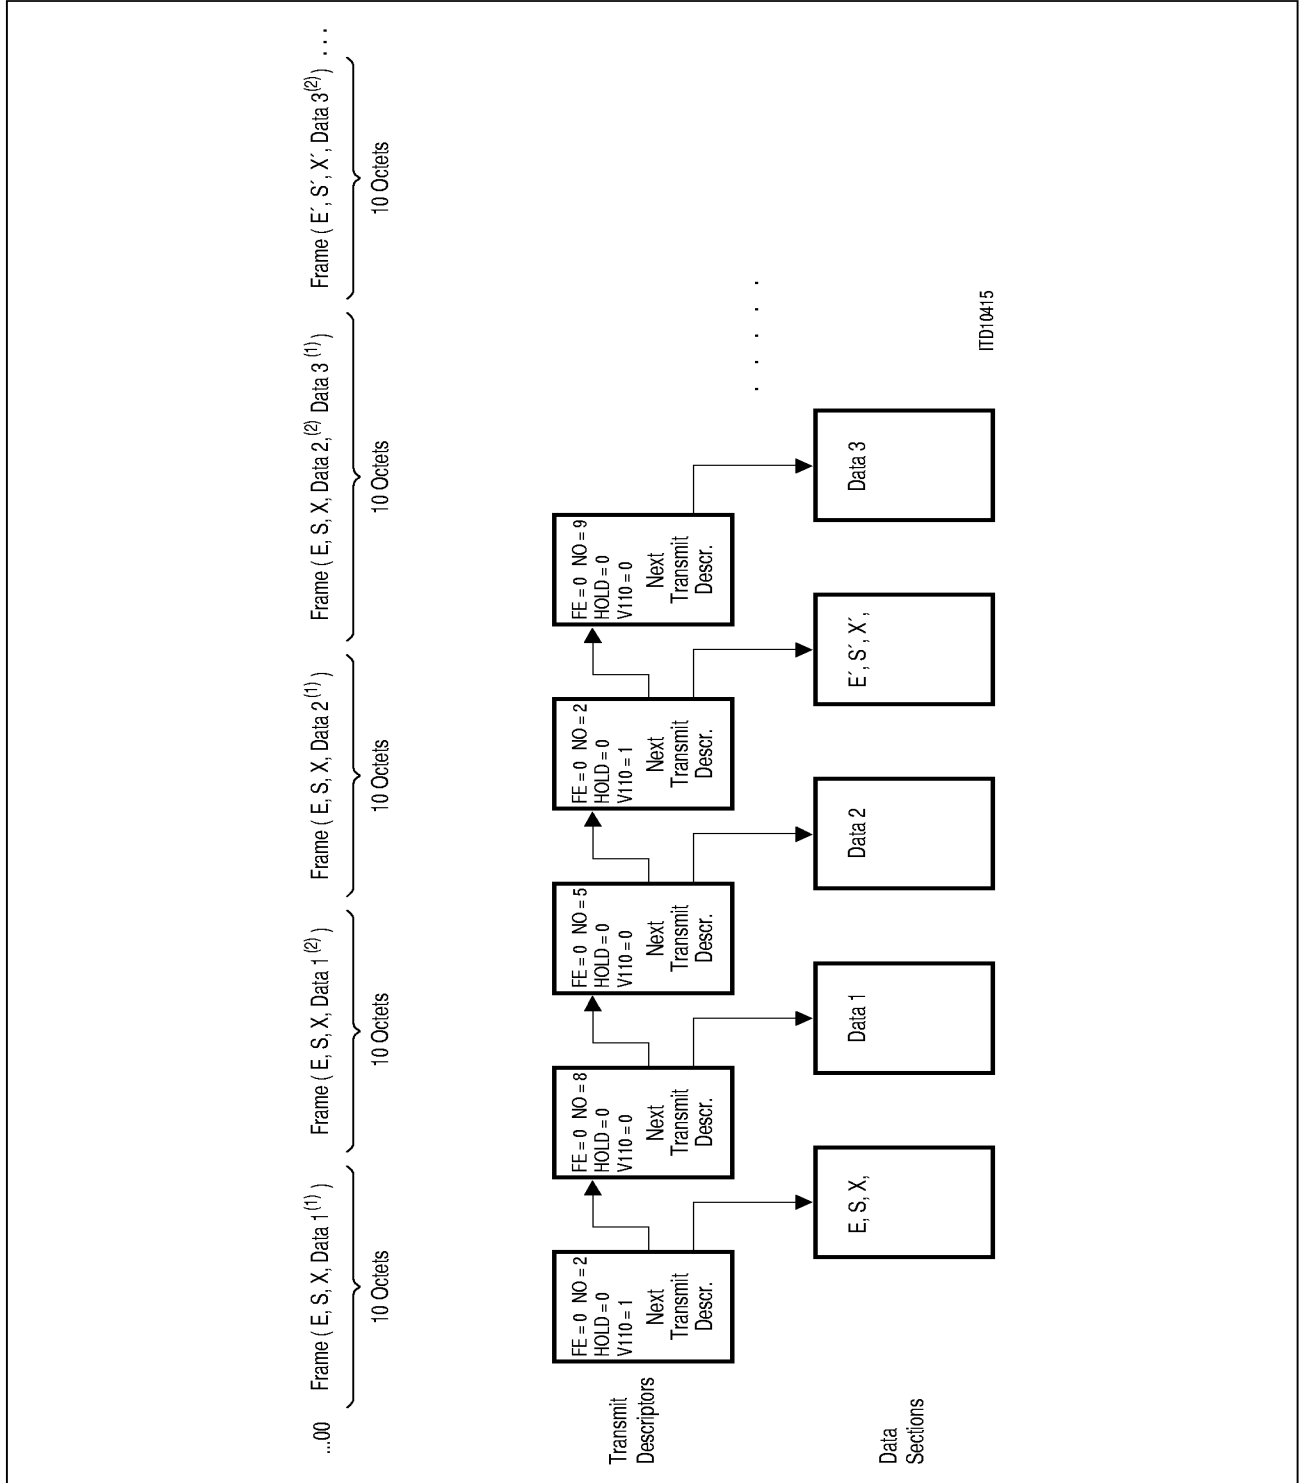 ...00
Frame ( E, S, X, Data 1 (1) )
Frame ( E, S, X, Data 1 (2) )
Frame ( E, S, X, Data 2 (1) )
Frame ( E, S, X, Data 2, (2) Data 3 (1) )
Frame ( E´, S´, X´, Data 3 (2) )
. . .
10 Octets
10 Octets
10 Octets
10 Octets
10 Octets
Transmit
Descriptors
FE = 0 NO = 2
HOLD = 0
V110 = 1
Next
Transmit
Descr.
FE = 0 NO = 8
HOLD = 0
V110 = 0
Next
Transmit
Descr.
FE = 0 NO = 5
HOLD = 0
V110 = 0
Next
Transmit
Descr.
FE = 0 NO = 2
HOLD = 0
V110 = 1
Next
Transmit
Descr.
FE = 0 NO = 9
HOLD = 0
V110 = 0
Next
Transmit
Descr.
. . . . .
Data
Sections
E, S, X,
Data 1
Data 2
E´, S´, X´,
Data 3
ITD10415